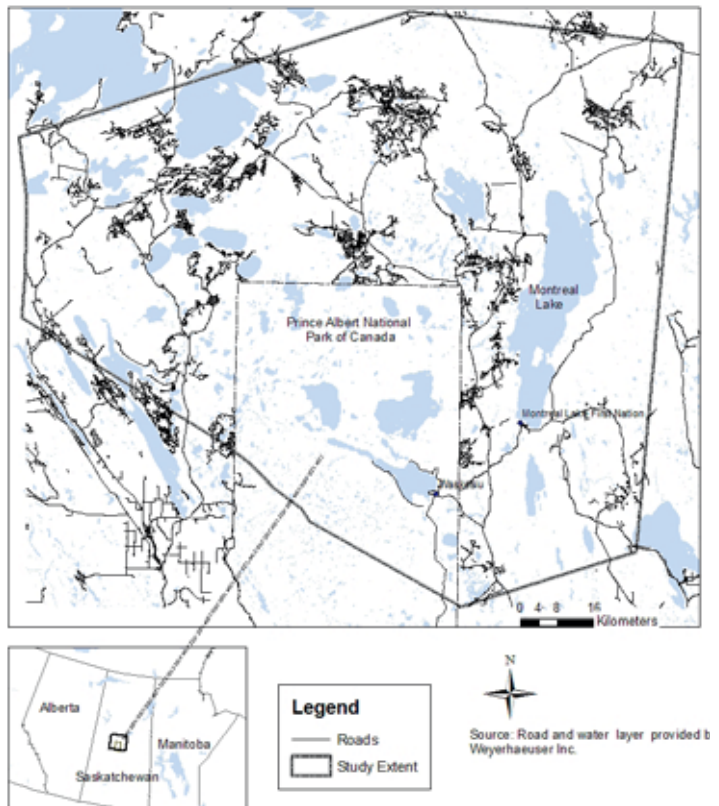 Prince Albert National
Park of Canada
Montreal
Lake
Montreal Lake First Nation
Waskesiu
0 4 8 16
Kilometers
Alberta
Manitoba
Saskatchewan
Legend
Roads
Study Extent
N
Source: Road and water layer provided b
Weyerhaeuser Inc.